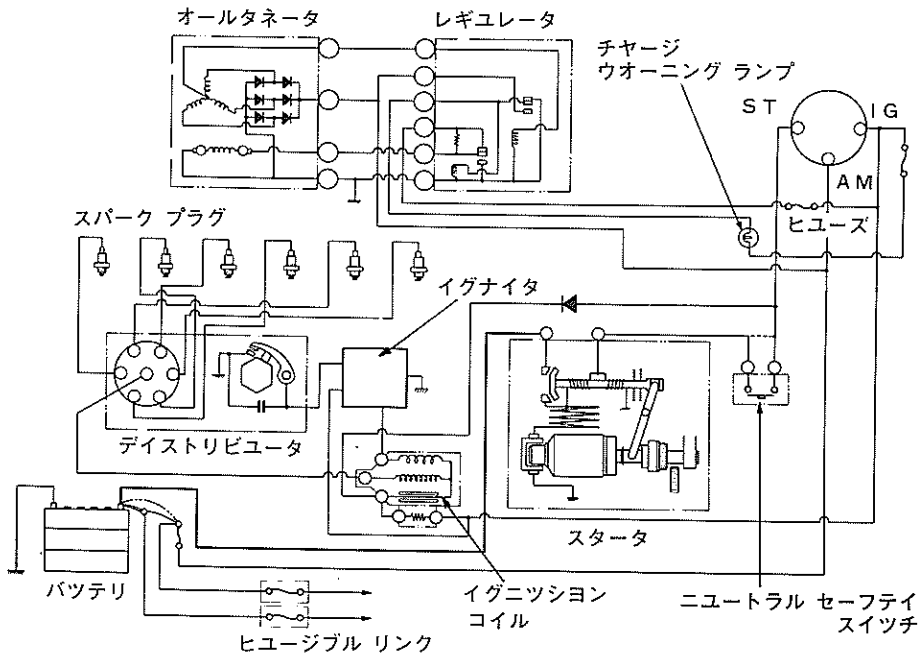 オールタネータ
レギユレータ
チヤージ
ウオーニング ランプ
ST
IG
AM
ヒユーズ
スパーク プラグ
イグナイタ
デイストリビユータ
スタータ
バツテリ
イグニツシヨン
コイル
ニユートラル セーフテイ
スイツチ
ヒユージブル リンク